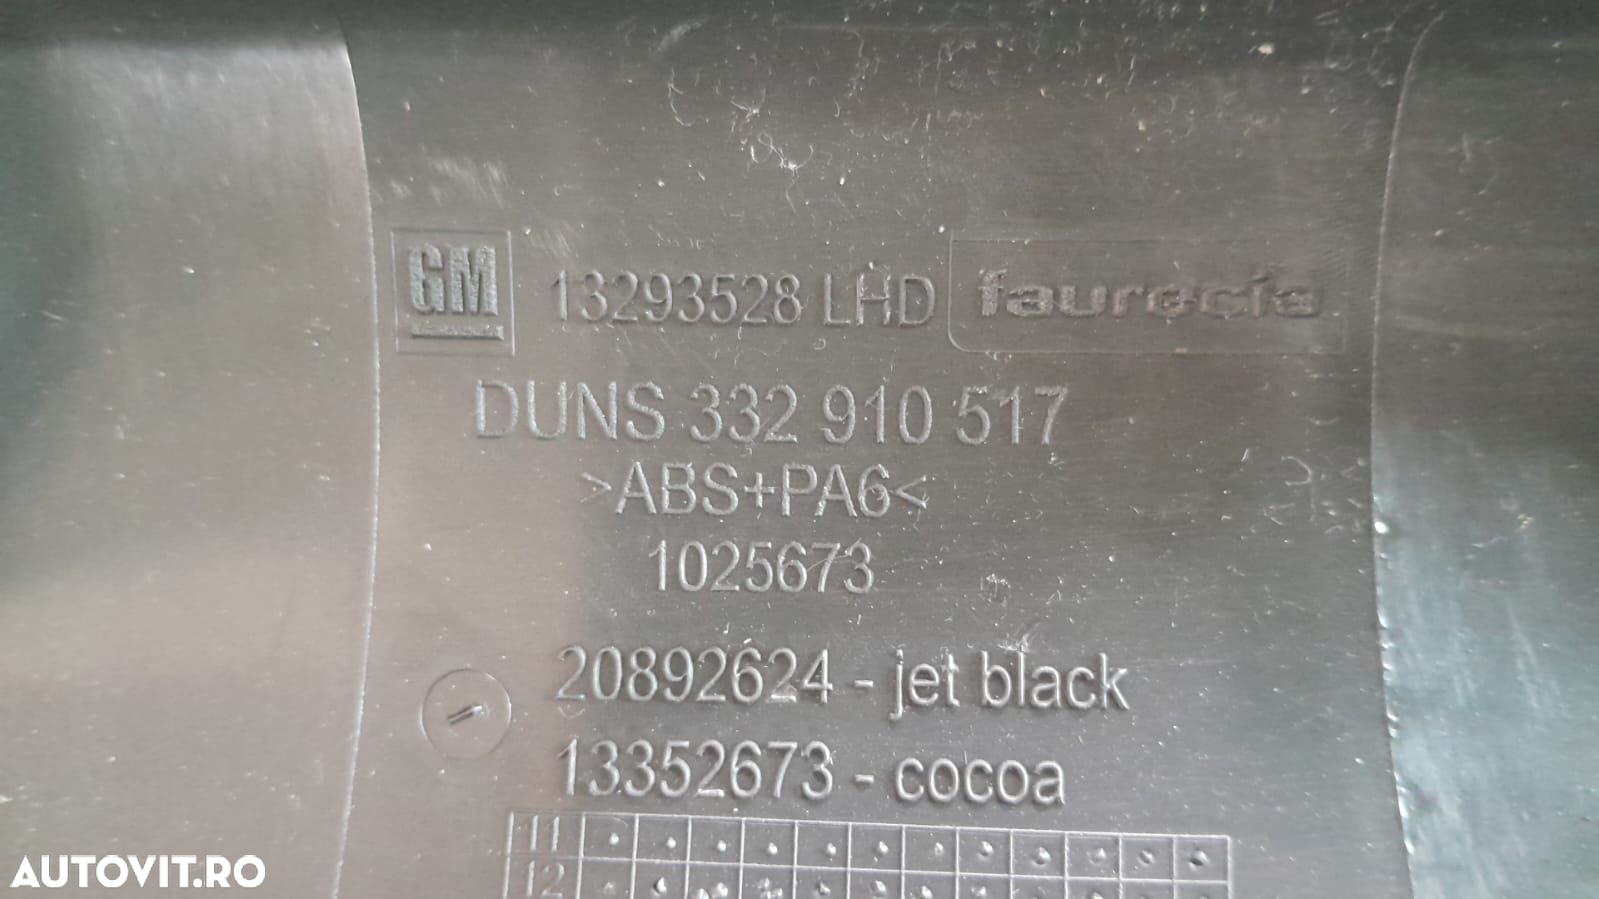 GM 13293528 LHD faurecia
DUNS 332 910 517
>ABS+PA6<
1025673
20892624 - jet black
13352673 - cocoa
11
12
AUTOVIT.RO